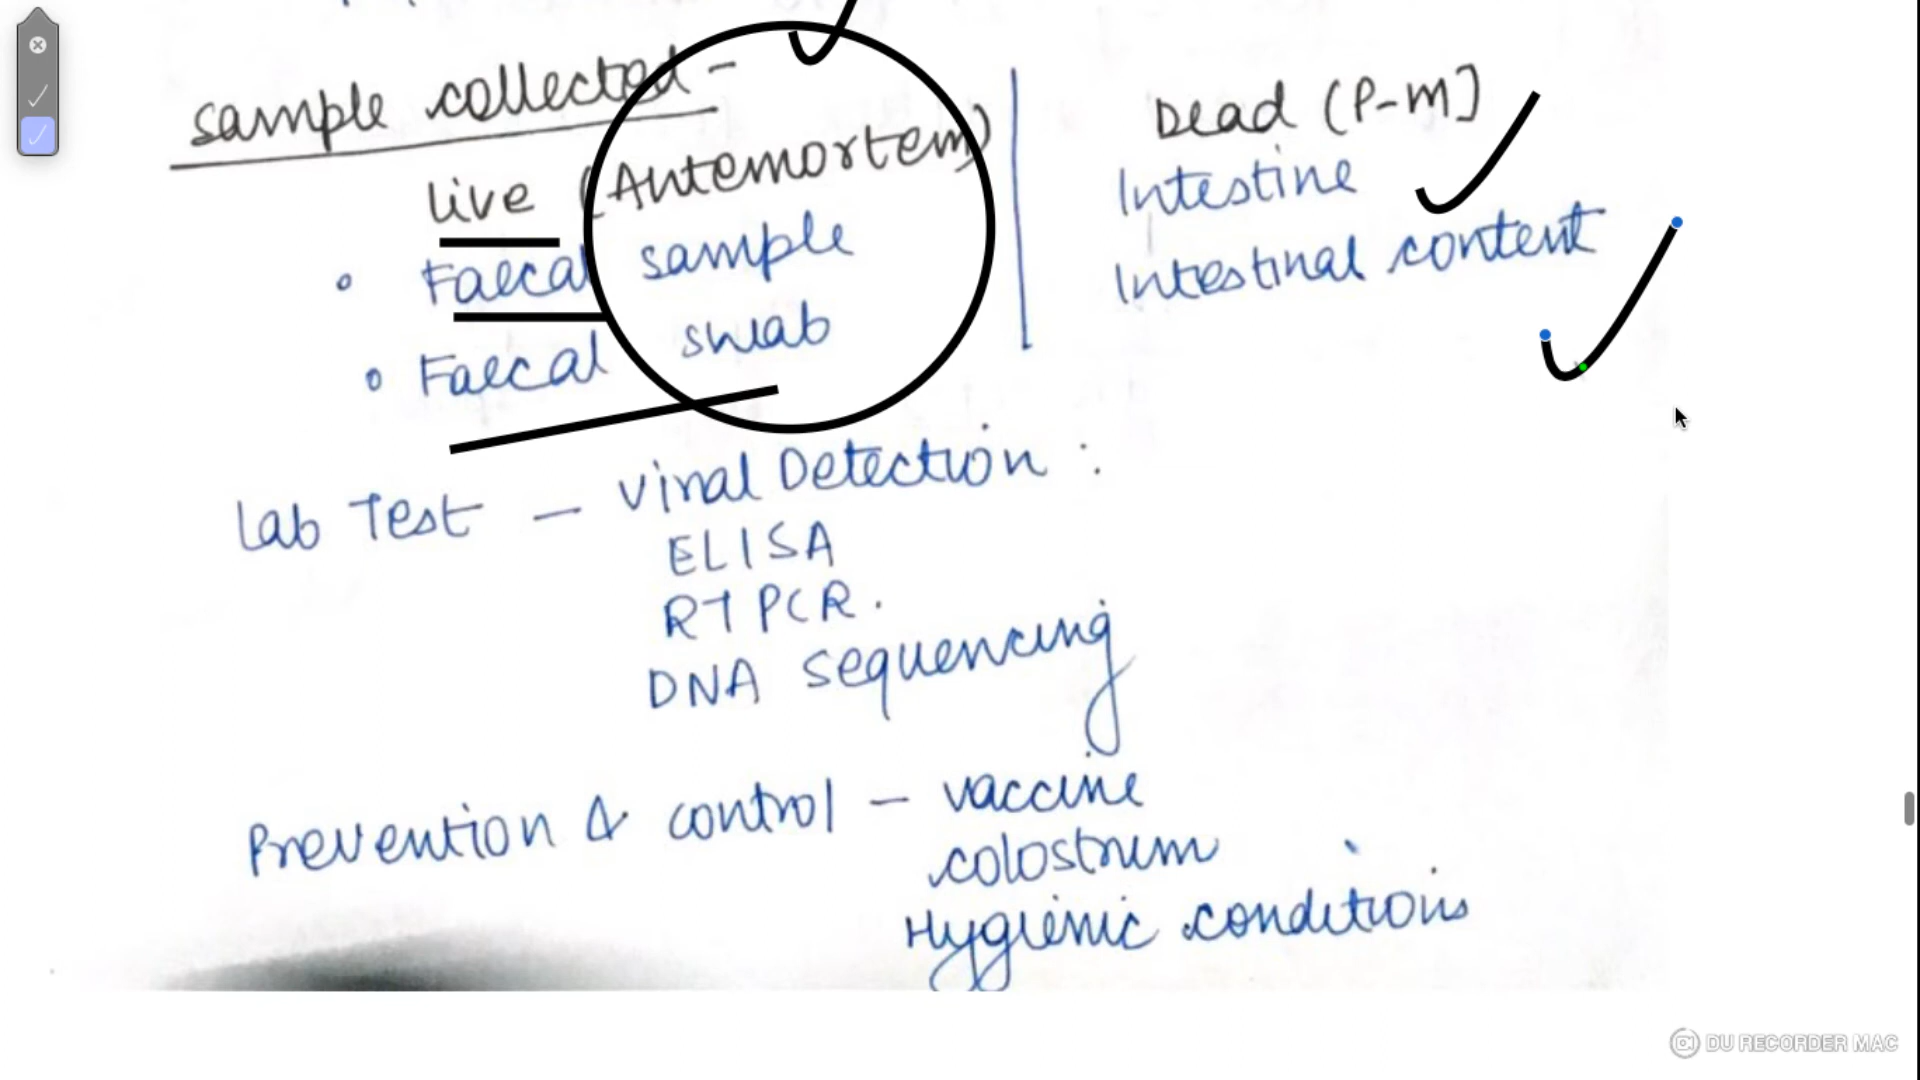 sample collected -
live (Antemortem)
• Faecal sample
• Faecal swab
Dead (P-M]
Intestine
Intestinal content
Lab Test - Viral Detection :
ELISA
RT PCR.
DNA sequencing
Prevention & control - vaccine
colostrum
Hygienic conditions
DU RECORDER MAC